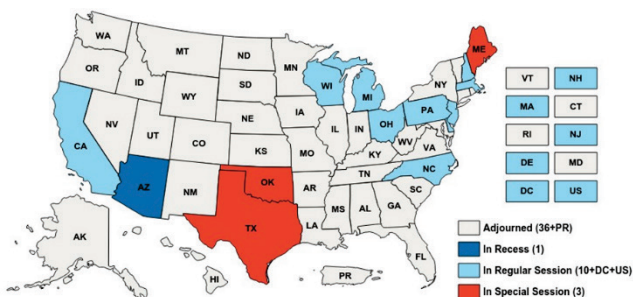 WA
MT
ND
MN
ME
OR
ID
SD
WI
NY
VT
NH
WY
MI
MA
CT
NE
IA
PA
NV
OH
RI
NJ
UT
IL
IN
CO
WV
VA
DE
MD
CA
KS
MO
KY
DC
US
NC
TN
AZ
NM
OK
AR
SC
MS
AL
GA
TX
LA
AK
FL
HI
PR
Adjourned (36+PR)
In Recess (1)
In Regular Session (10+DC+US)
In Special Session (3)